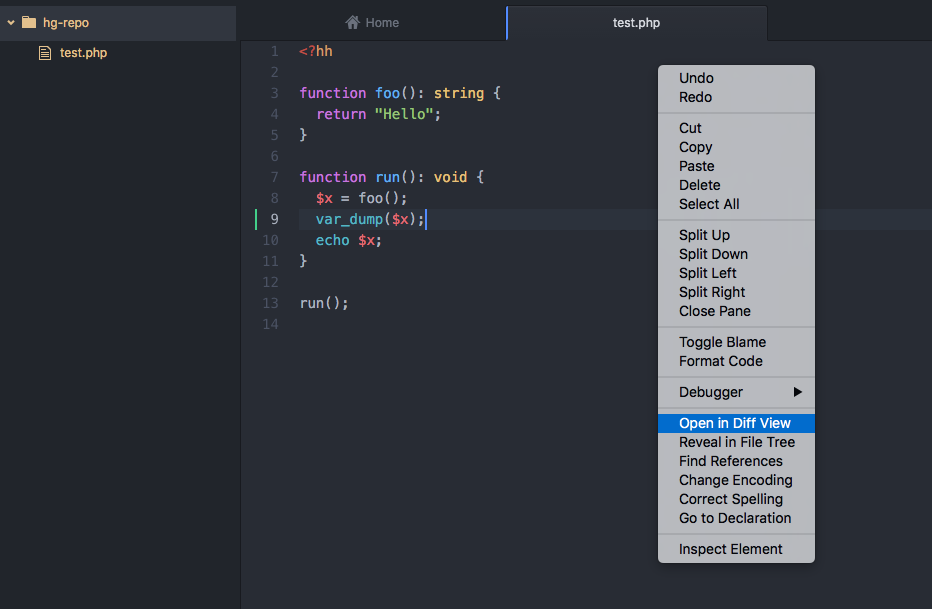 hg-repo
test.php
Home
test.php
1 <?hh
2
3 function foo(): string {
4 return "Hello";
5 }
6
7 function run(): void {
8 $x = foo();
9 var_dump($x);
10 echo $x;
11 }
12
13 run();
14
Undo
Redo
Cut
Copy
Paste
Delete
Select All
Split Up
Split Down
Split Left
Split Right
Close Pane
Toggle Blame
Format Code
Debugger
Open in Diff View
Reveal in File Tree
Find References
Change Encoding
Correct Spelling
Go to Declaration
Inspect Element